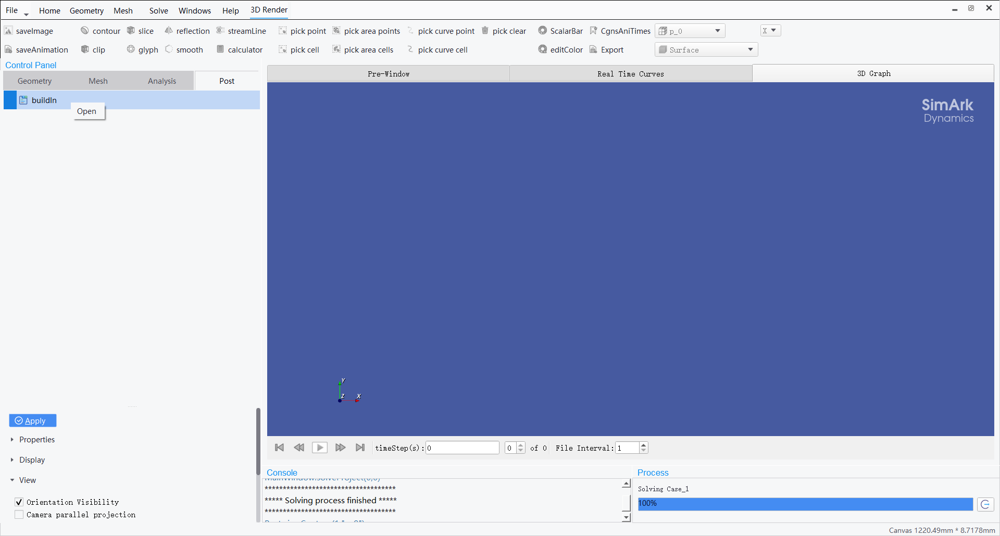 File Home Geometry Mesh Solve Windows Help 3D Render
saveImage contour slice reflection streamLine pick point pick area points pick curve point pick clear ScalarBar CgnsAniTimes p_0 X
saveAnimation clip glyph smooth calculator pick cell pick area cells pick curve cell editColor Export Surface
Control Panel
Geometry Mesh Analysis Post
Pre-Window Real Time Curves 3D Graph
buildIn
Open
SimArk
Dynamics
Y
Z X
Apply
Properties
Display
View
Orientation Visibility
Camera parallel projection
timeStep(s): 0 0 of 0 File Interval: 1
Console
************************************
***** Solving process finished *****
************************************
Process
Solving Case_1
100%
Canvas 1220.49mm * 8.7178mm